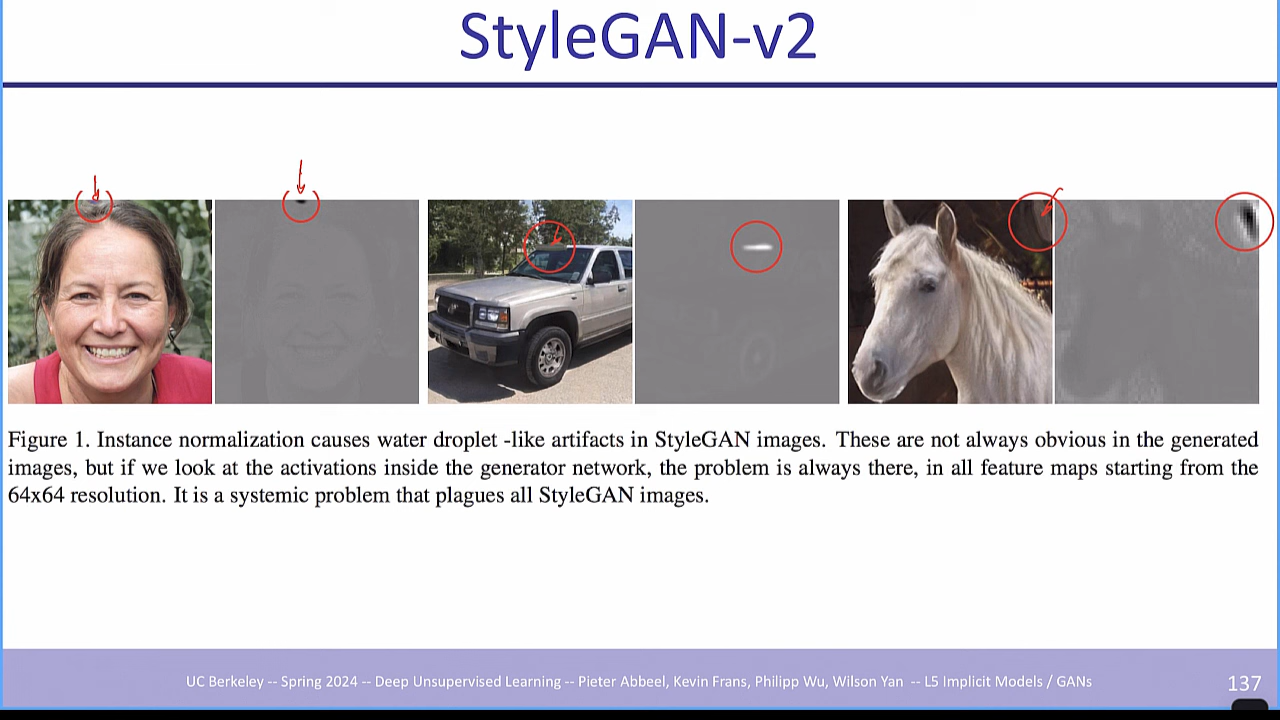 StyleGAN-v2
Figure 1. Instance normalization causes water droplet -like artifacts in StyleGAN images. These are not always obvious in the generated
images, but if we look at the activations inside the generator network, the problem is always there, in all feature maps starting from the
64x64 resolution. It is a systemic problem that plagues all StyleGAN images.
UC Berkeley -- Spring 2024 -- Deep Unsupervised Learning -- Pieter Abbeel, Kevin Frans, Philipp Wu, Wilson Yan -- L5 Implicit Models / GANs
137